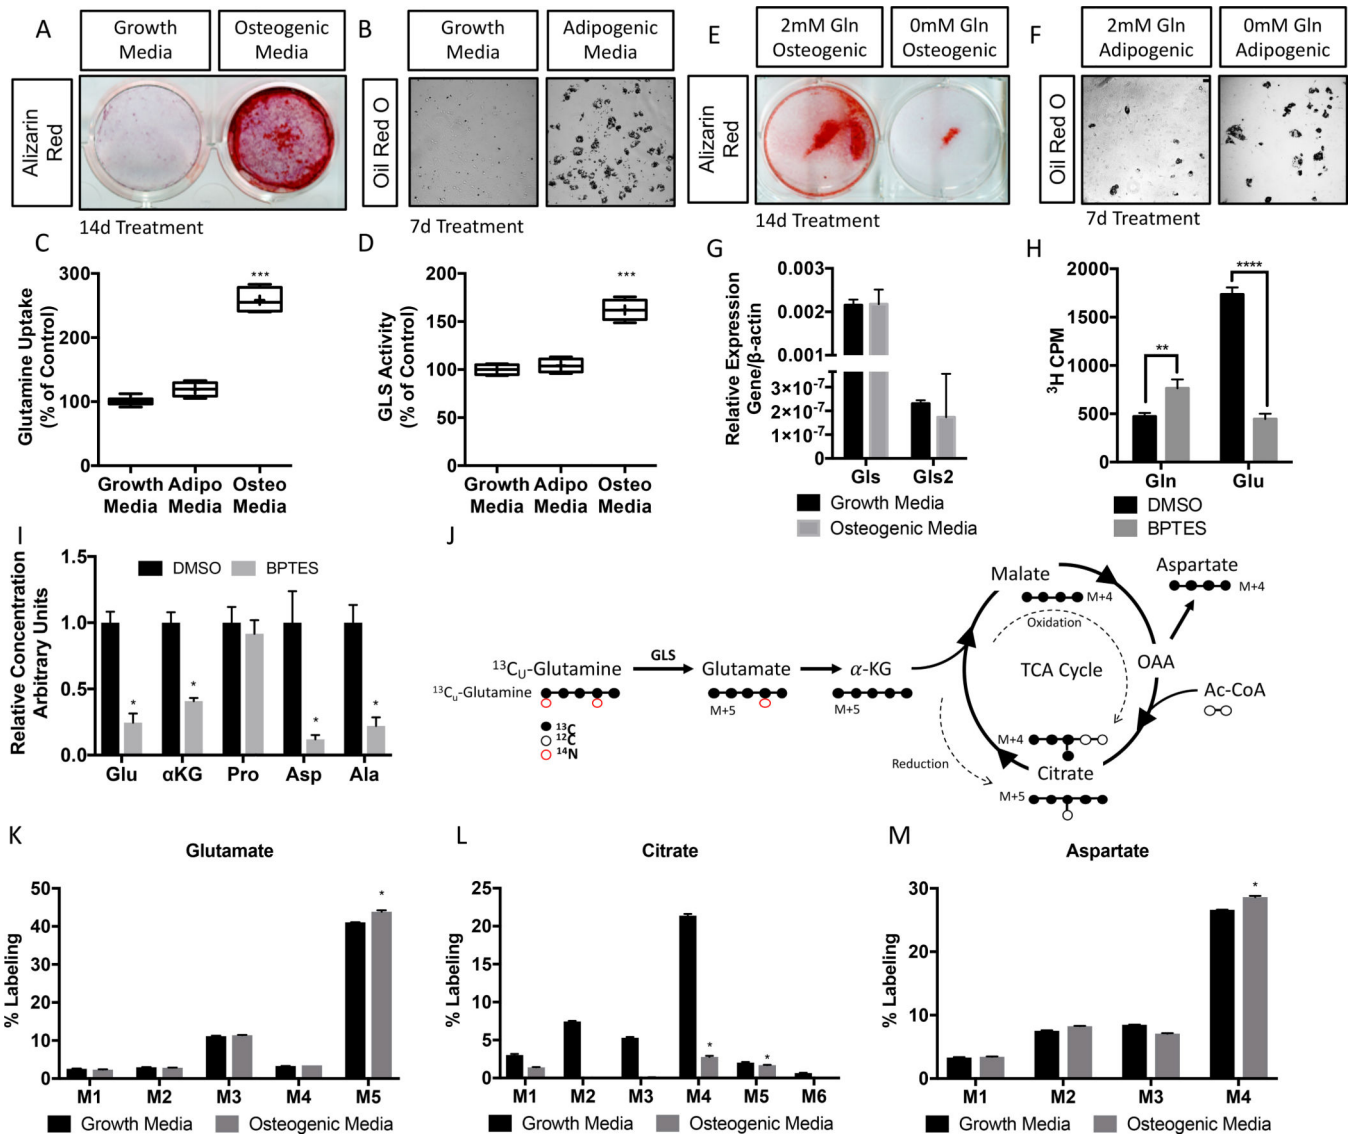 A
Growth
Media
Osteogenic
Media
Alizarin
Red
14d Treatment
B
Growth
Media
Adipogenic
Media
Oil Red O
7d Treatment
E
2mM Gln
Osteogenic
0mM Gln
Osteogenic
Alizarin
Red
14d Treatment
F
2mM Gln
Adipogenic
0mM Gln
Adipogenic
Oil Red O
7d Treatment
C
Glutamine Uptake
(% of Control)
300
200
100
0
***
Growth
Media
Adipo
Media
Osteo
Media
D
GLS Activity
(% of Control)
200
150
100
50
0
***
Growth
Media
Adipo
Media
Osteo
Media
G
Relative Expression
Gene/β-actin
0.003
0.002
0.001
3×10⁻⁷
2×10⁻⁷
1×10⁻⁷
0
Gls
Gls2
Growth Media
Osteogenic Media
H
³H CPM
2000
1500
1000
500
0
**
****
Gln
Glu
DMSO
BPTES
I
Relative Concentration
Arbitrary Units
1.5
1.0
0.5
0.0
DMSO
BPTES
*
*
*
*
Glu
αKG
Pro
Asp
Ala
J
¹³Cᵤ-Glutamine
GLS
Glutamate
α-KG
¹³Cᵤ-Glutamine
M+5
M+5
¹³C
¹²C
¹⁴N
Malate
M+4
Oxidation
TCA Cycle
Aspartate
M+4
OAA
Ac-CoA
M+4
Citrate
Reduction
M+5
K
Glutamate
% Labeling
50
40
30
20
10
0
*
M1
M2
M3
M4
M5
Growth Media
Osteogenic Media
L
Citrate
% Labeling
25
20
15
10
5
0
*
*
M1
M2
M3
M4
M5
M6
Growth Media
Osteogenic Media
M
Aspartate
% Labeling
30
20
10
0
*
M1
M2
M3
M4
Growth Media
Osteogenic Media